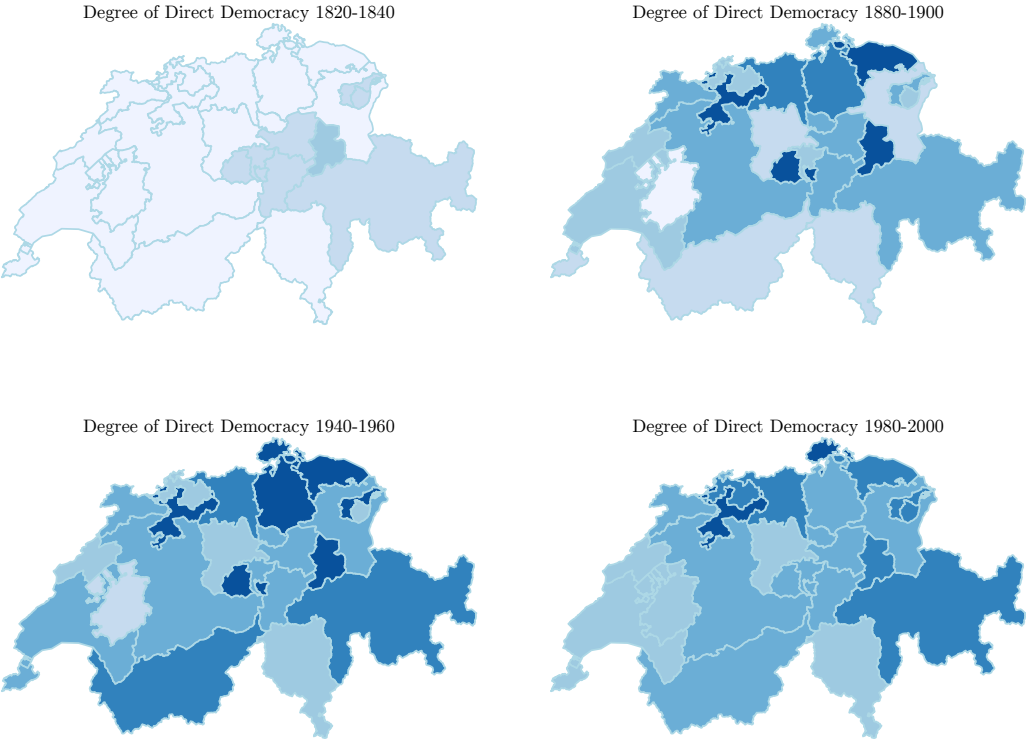 Degree of Direct Democracy 1820-1840
Degree of Direct Democracy 1880-1900
Degree of Direct Democracy 1940-1960
Degree of Direct Democracy 1980-2000